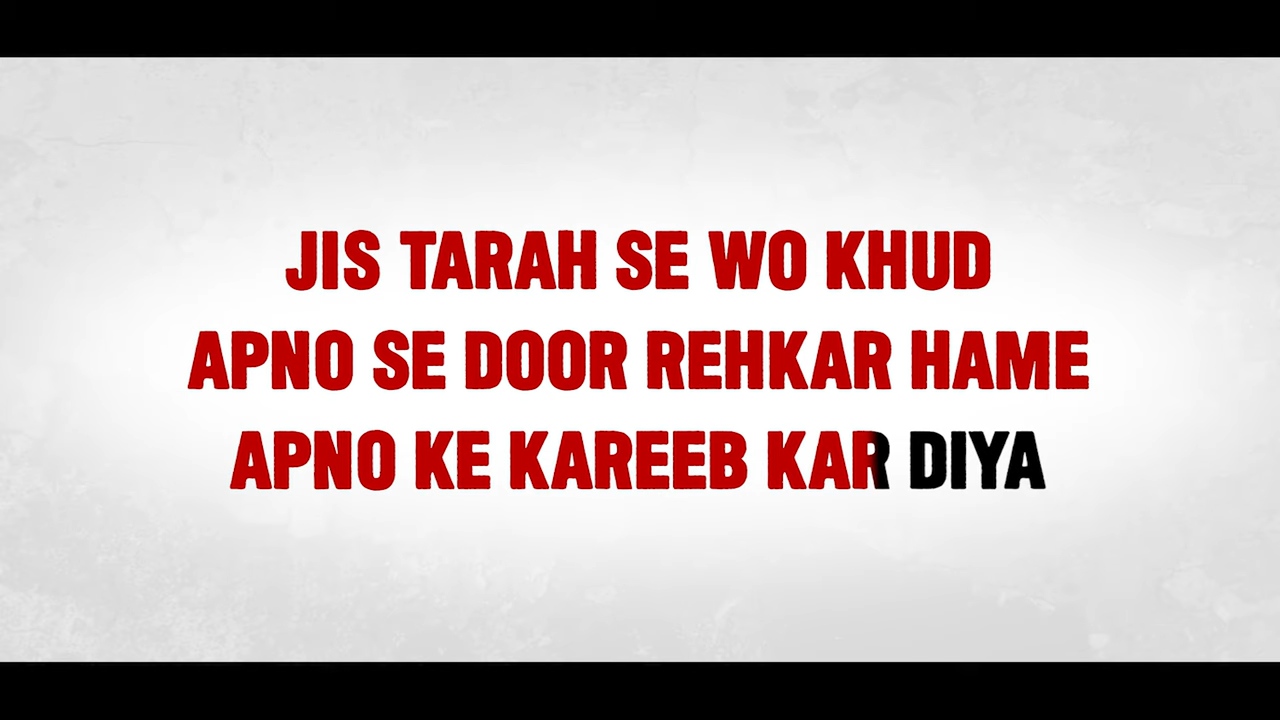 JIS TARAH SE WO KHUD
APNO SE DOOR REHKAR HAME
APNO KE KAREEB KAR DIYA